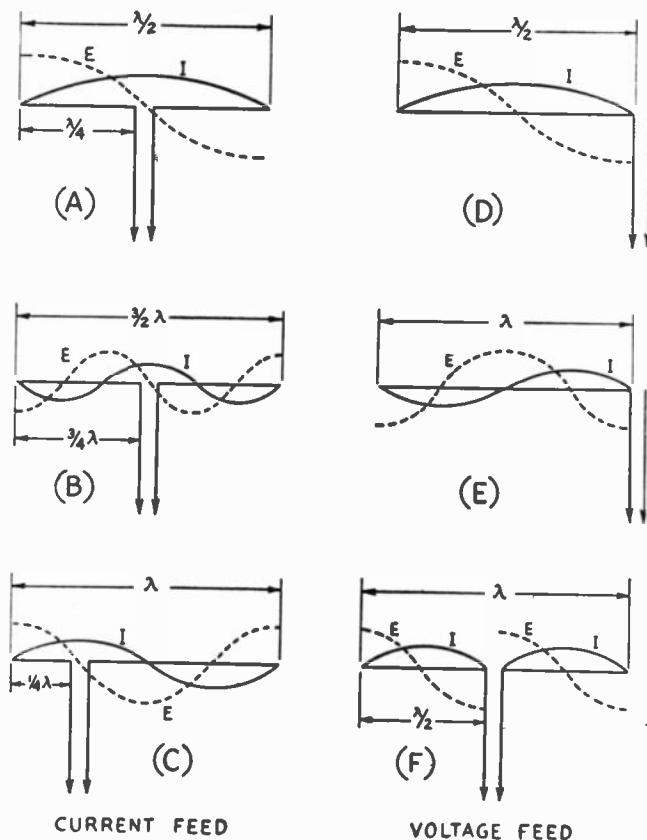 λ/2
E
I
λ/4
(A)
λ/2
E
I
(D)
3/2 λ
E
I
3/4 λ
(B)
λ
E
I
(E)
λ
I
1/4 λ
E
(C)
λ
E
I
E
I
λ/2
(F)
CURRENT FEED
VOLTAGE FEED